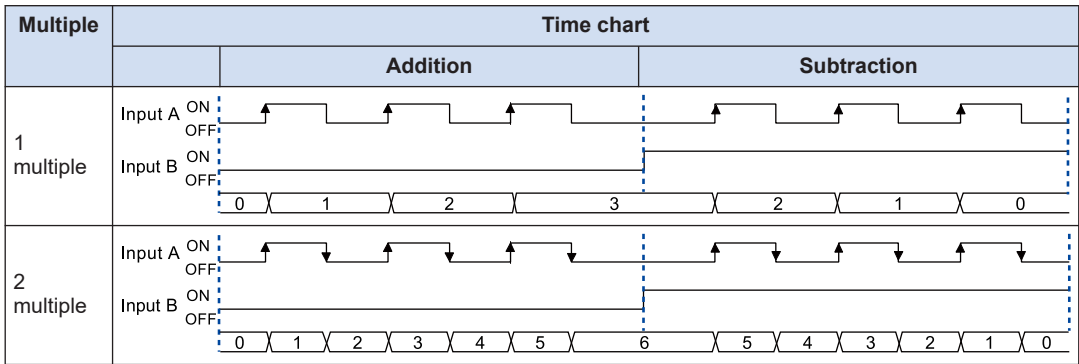 Multiple Time chart
Addition Subtraction
1 multiple
Input A ON
OFF
Input B ON
OFF
0 1 2 3 2 1 0
2 multiple
Input A ON
OFF
Input B ON
OFF
0 1 2 3 4 5 6 5 4 3 2 1 0